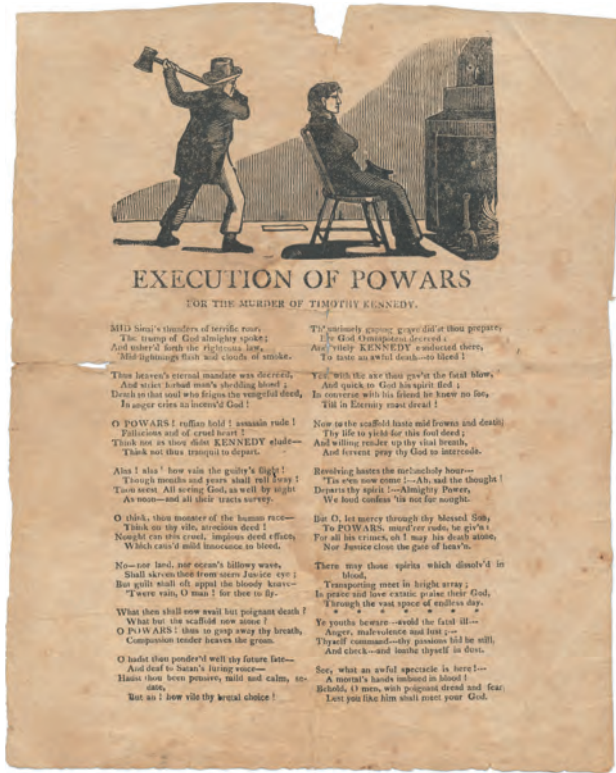 EXECUTION OF POWARS
FOR THE MURDER OF TIMOTHY KENNEDY.
MID Sinai's thunders of terrific roar,
The tramp of God almighty spoke;
And usher'd forth the righteous law,
'Mid lightnings flash and clouds of smoke.
Thus heaven's eternal mandate was decreed,
And strict forbad man's shedding blood;
Death to that soul who feigns the vengeful deed,
In anger cries an incens'd God!
O POWARS! ruffian bold! assassin rude!
Fallacious and of cruel heart!
Think not as thou didst KENNEDY elude—
Think not thus tranquil to depart.
Alas! alas! how vain the guilty's flight!
Though months and years shall roll away!
Thou seest All seeing God, as well by night
As noon—and all their tracts survey.
O think, thou monster of the human race—
Think on thy vile, atrocious deed!
Nought can this cruel, impious deed efface,
Which caus'd mild innocence to bleed.
No—nor land, nor ocean's billowy wave,
Shall skreen thee from stern Justice eye;
But guilt shall oft appal the bloody knave—
'Twere vain, O man! for thee to fly.
What then shall now avail but poignant death?
What but the scaffold now atone?
O POWARS! thus to gasp away thy breath,
Compassion tender heaves the groan.
O hadst thou ponder'd well thy future fate—
And deaf to Satan's luring voice—
Hadst thou been pensive, mild and calm, se-
date,
But an! how vile thy brutal choice!
gaping grave did'st thou prepare,
Ere God Omnipotent decreed;
And vilely KENNEDY conducted there,
To taste an awful death—to bleed!
Yes, with the axe thou gav'st the fatal blow,
And quick to God his spirit fled;
In converse with his friend he knew no foe,
Till in Eternity most dread!
Now to the scaffold haste mid frowns and death;
Thy life to yield for this foul deed;
And willing render up thy vital breath,
And fervent pray thy God to intercede.
Revolving hastes the melancholy hour—
'Tis e'en now come!—Ah, sad the thought!
Departs thy spirit!—Almighty Power,
We loud confess 'tis not for nought.
But O, let mercy through thy blessed Son,
To POWARS, murd'rer rude, be giv'n;
For all his crimes, oh! may his death atone,
Nor Justice close the gate of heav'n.
There may those spirits which dissolv'd in
blood,
Transporting meet in bright array;
In peace and love extatic praise their God,
Through the vast space of endless day.
* * * * * *
Ye youths beware—avoid the fatal ill—
Anger, malevolence and lust;—
Thyself command—thy passions bid be still,
And check—and loathe thyself in dust.
See, what an awful spectacle is here!—
A mortal's hands imbued in blood!
Behold, O men, with poignant dread and fear,
Lest you like him shall meet your God.